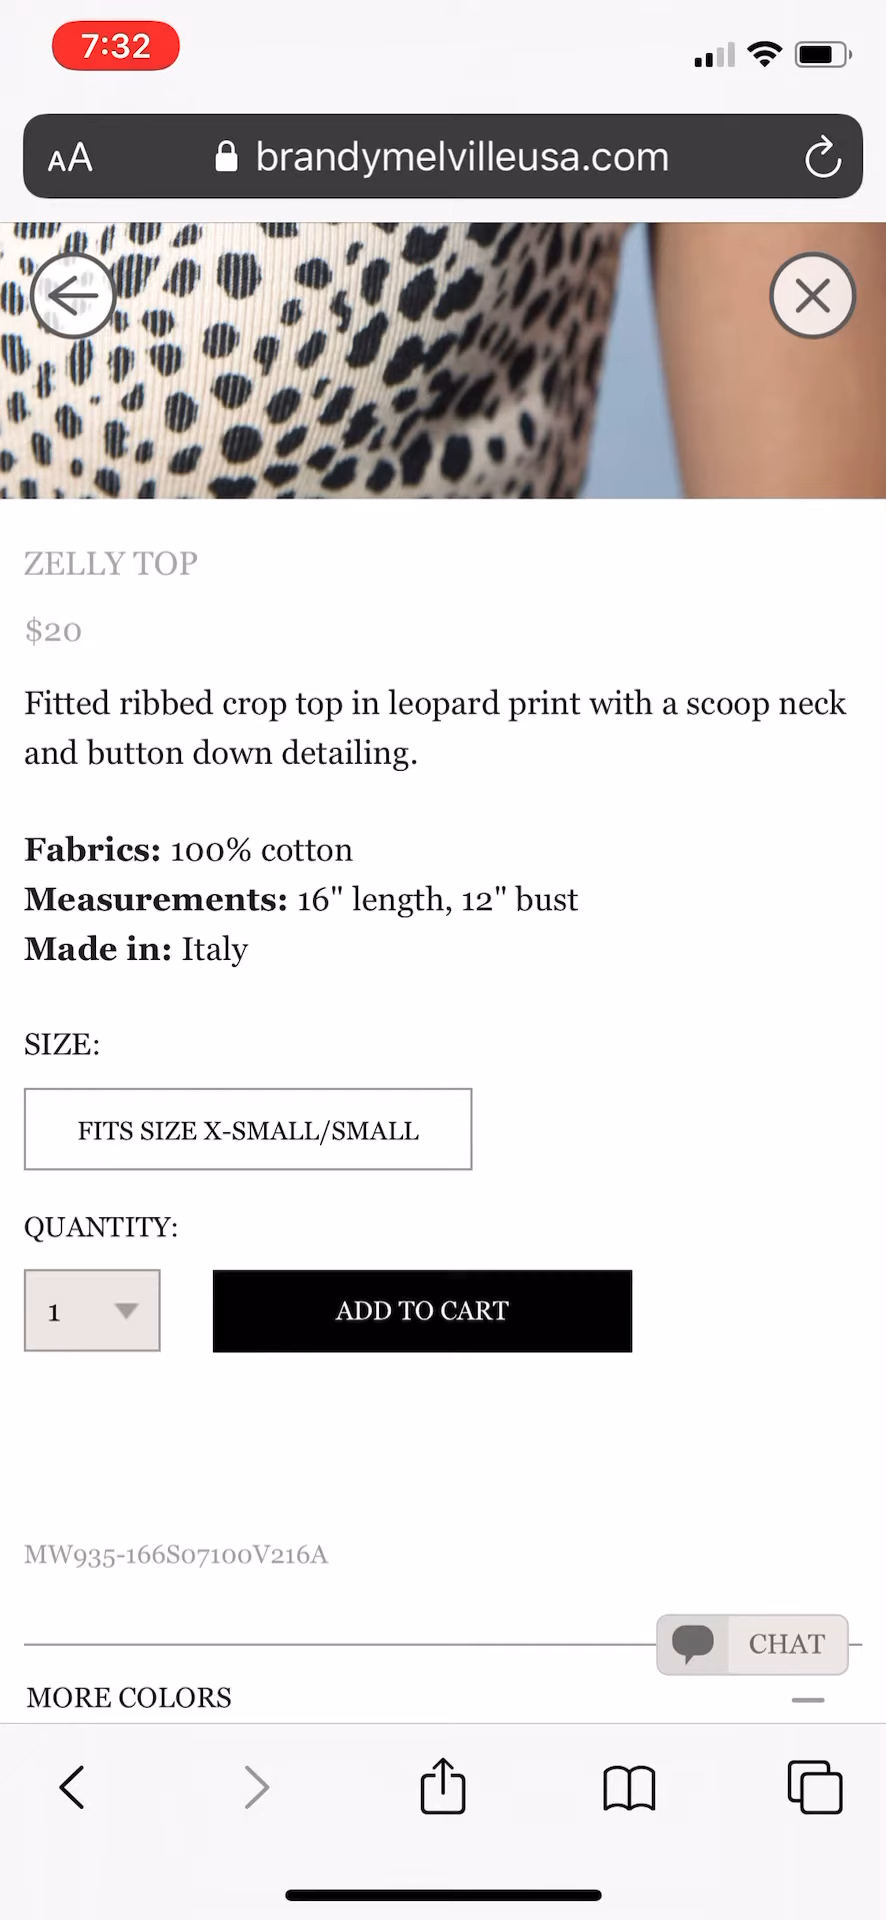 7:32
AA brandymelvilleusa.com
ZELLY TOP
$20
Fitted ribbed crop top in leopard print with a scoop neck
and button down detailing.
Fabrics: 100% cotton
Measurements: 16" length, 12" bust
Made in: Italy
SIZE:
FITS SIZE X-SMALL/SMALL
QUANTITY:
1
ADD TO CART
MW935-166S07100V216A
CHAT
MORE COLORS